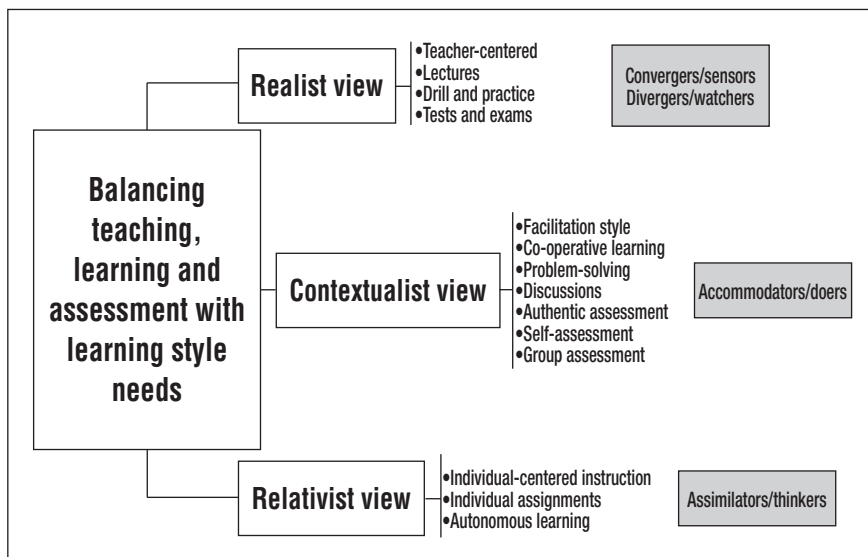 Balancing
teaching,
learning and
assessment with
learning style
needs
Realist view
•Teacher-centered
•Lectures
•Drill and practice
•Tests and exams
Convergers/sensors
Divergers/watchers
Contextualist view
•Facilitation style
•Co-operative learning
•Problem-solving
•Discussions
•Authentic assessment
•Self-assessment
•Group assessment
Accommodators/doers
Relativist view
•Individual-centered instruction
•Individual assignments
•Autonomous learning
Assimilators/thinkers